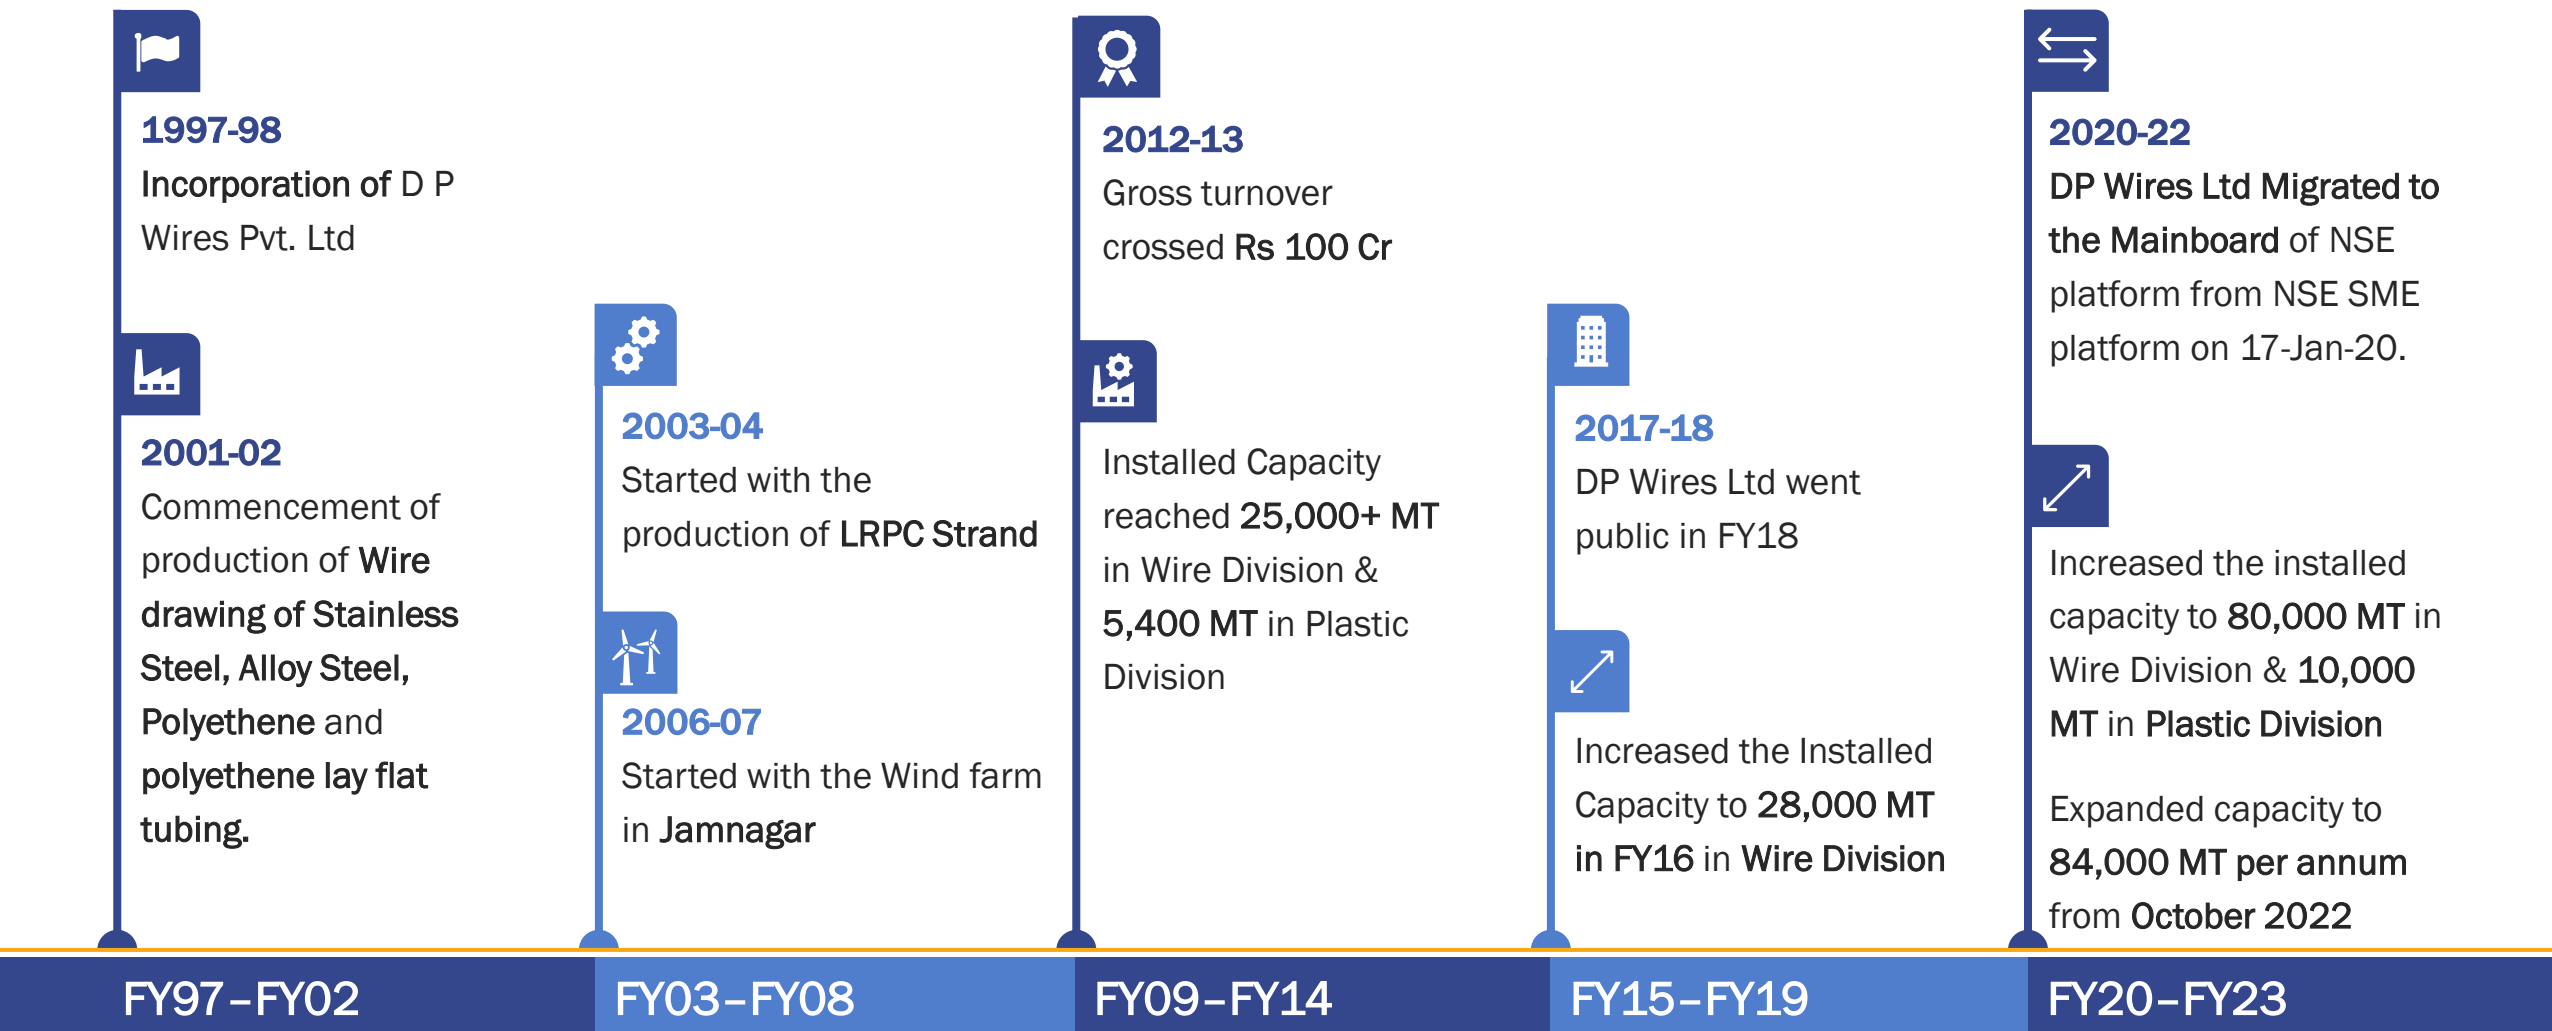 1997-98
Incorporation of D P
Wires Pvt. Ltd
2001-02
Commencement of
production of Wire
drawing of Stainless
Steel, Alloy Steel,
Polyethene and
polyethene lay flat
tubing.
2003-04
Started with the
production of LRPC Strand
2006-07
Started with the Wind farm
in Jamnagar
2012-13
Gross turnover
crossed Rs 100 Cr
Installed Capacity
reached 25,000+ MT
in Wire Division &
5,400 MT in Plastic
Division
2017-18
DP Wires Ltd went
public in FY18
Increased the Installed
Capacity to 28,000 MT
in FY16 in Wire Division
2020-22
DP Wires Ltd Migrated to
the Mainboard of NSE
platform from NSE SME
platform on 17-Jan-20.
Increased the installed
capacity to 80,000 MT in
Wire Division & 10,000
MT in Plastic Division
Expanded capacity to
84,000 MT per annum
from October 2022
FY97–FY02
FY03–FY08
FY09–FY14
FY15–FY19
FY20–FY23